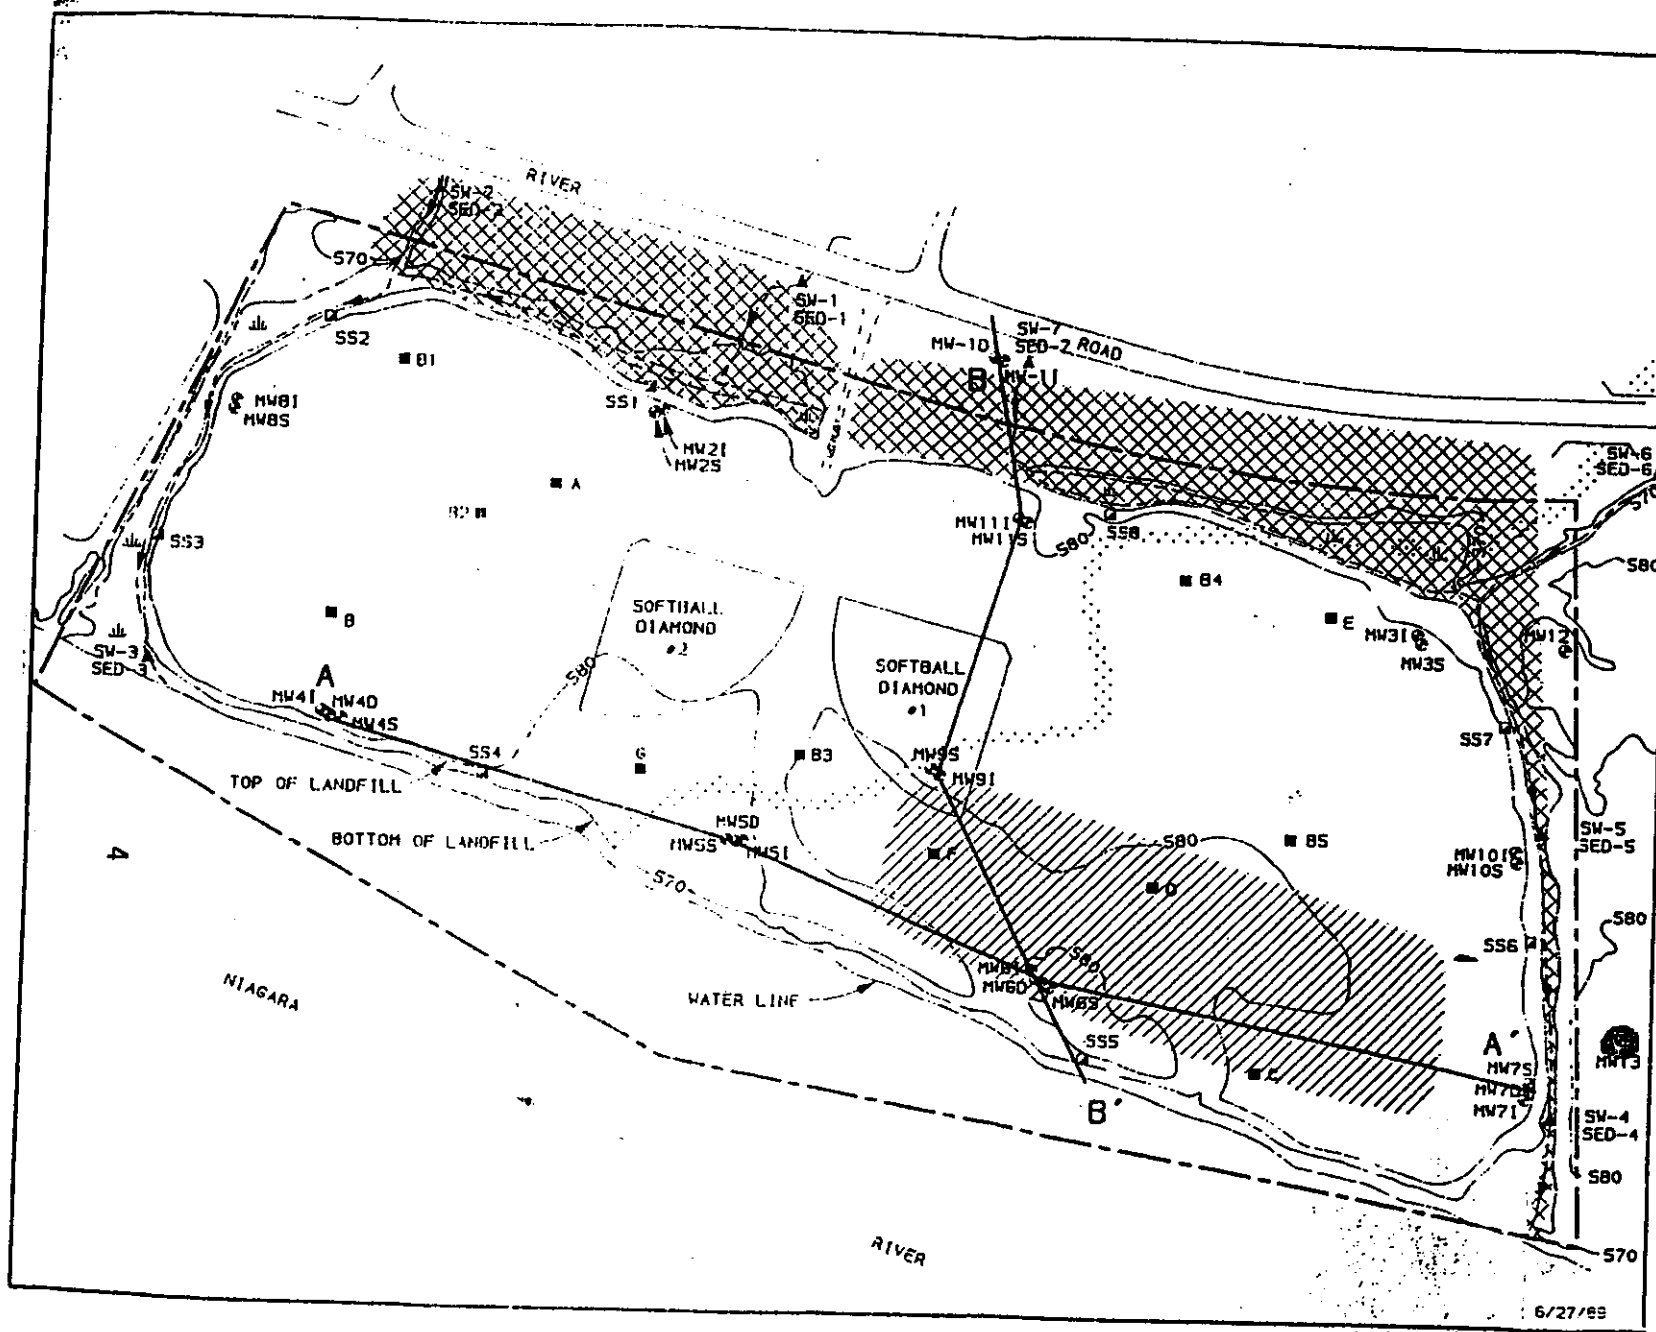 RIVER
SW-2
SED-2
S70
SW-1
SED-1
SS2
B1
SS1
MW8I
MW8S
MW2I
MW2S
A
B2
SS3
B
SW-7
SED-7
ROAD
MW-1D
MW-1I
B
SW-6
SED-6
S70
MW11I
MW11S
S80
SS8
S80
B4
E
MW3I
MW3S
MW12
SOFTBALL
DIAMOND
#2
SOFTBALL
DIAMOND
#1
S80
SW-3
SED-3
A
MW4I
MW4D
MW4S
SS4
G
B3
MW9S
MW9I
SS7
TOP OF LANDFILL
BOTTOM OF LANDFILL
MW5D
MW5S
MW5I
F
S80
B5
SW-5
SED-5
MW10I
MW10S
D
S70
S80
SS6
S80
MW6I
MW6D
MW6S
WATER LINE
NIAGARA
4
SS5
C
A'
MW7S
MW7D
MW7I
MW13
B'
SW-4
SED-4
S80
RIVER
S70
6/27/89